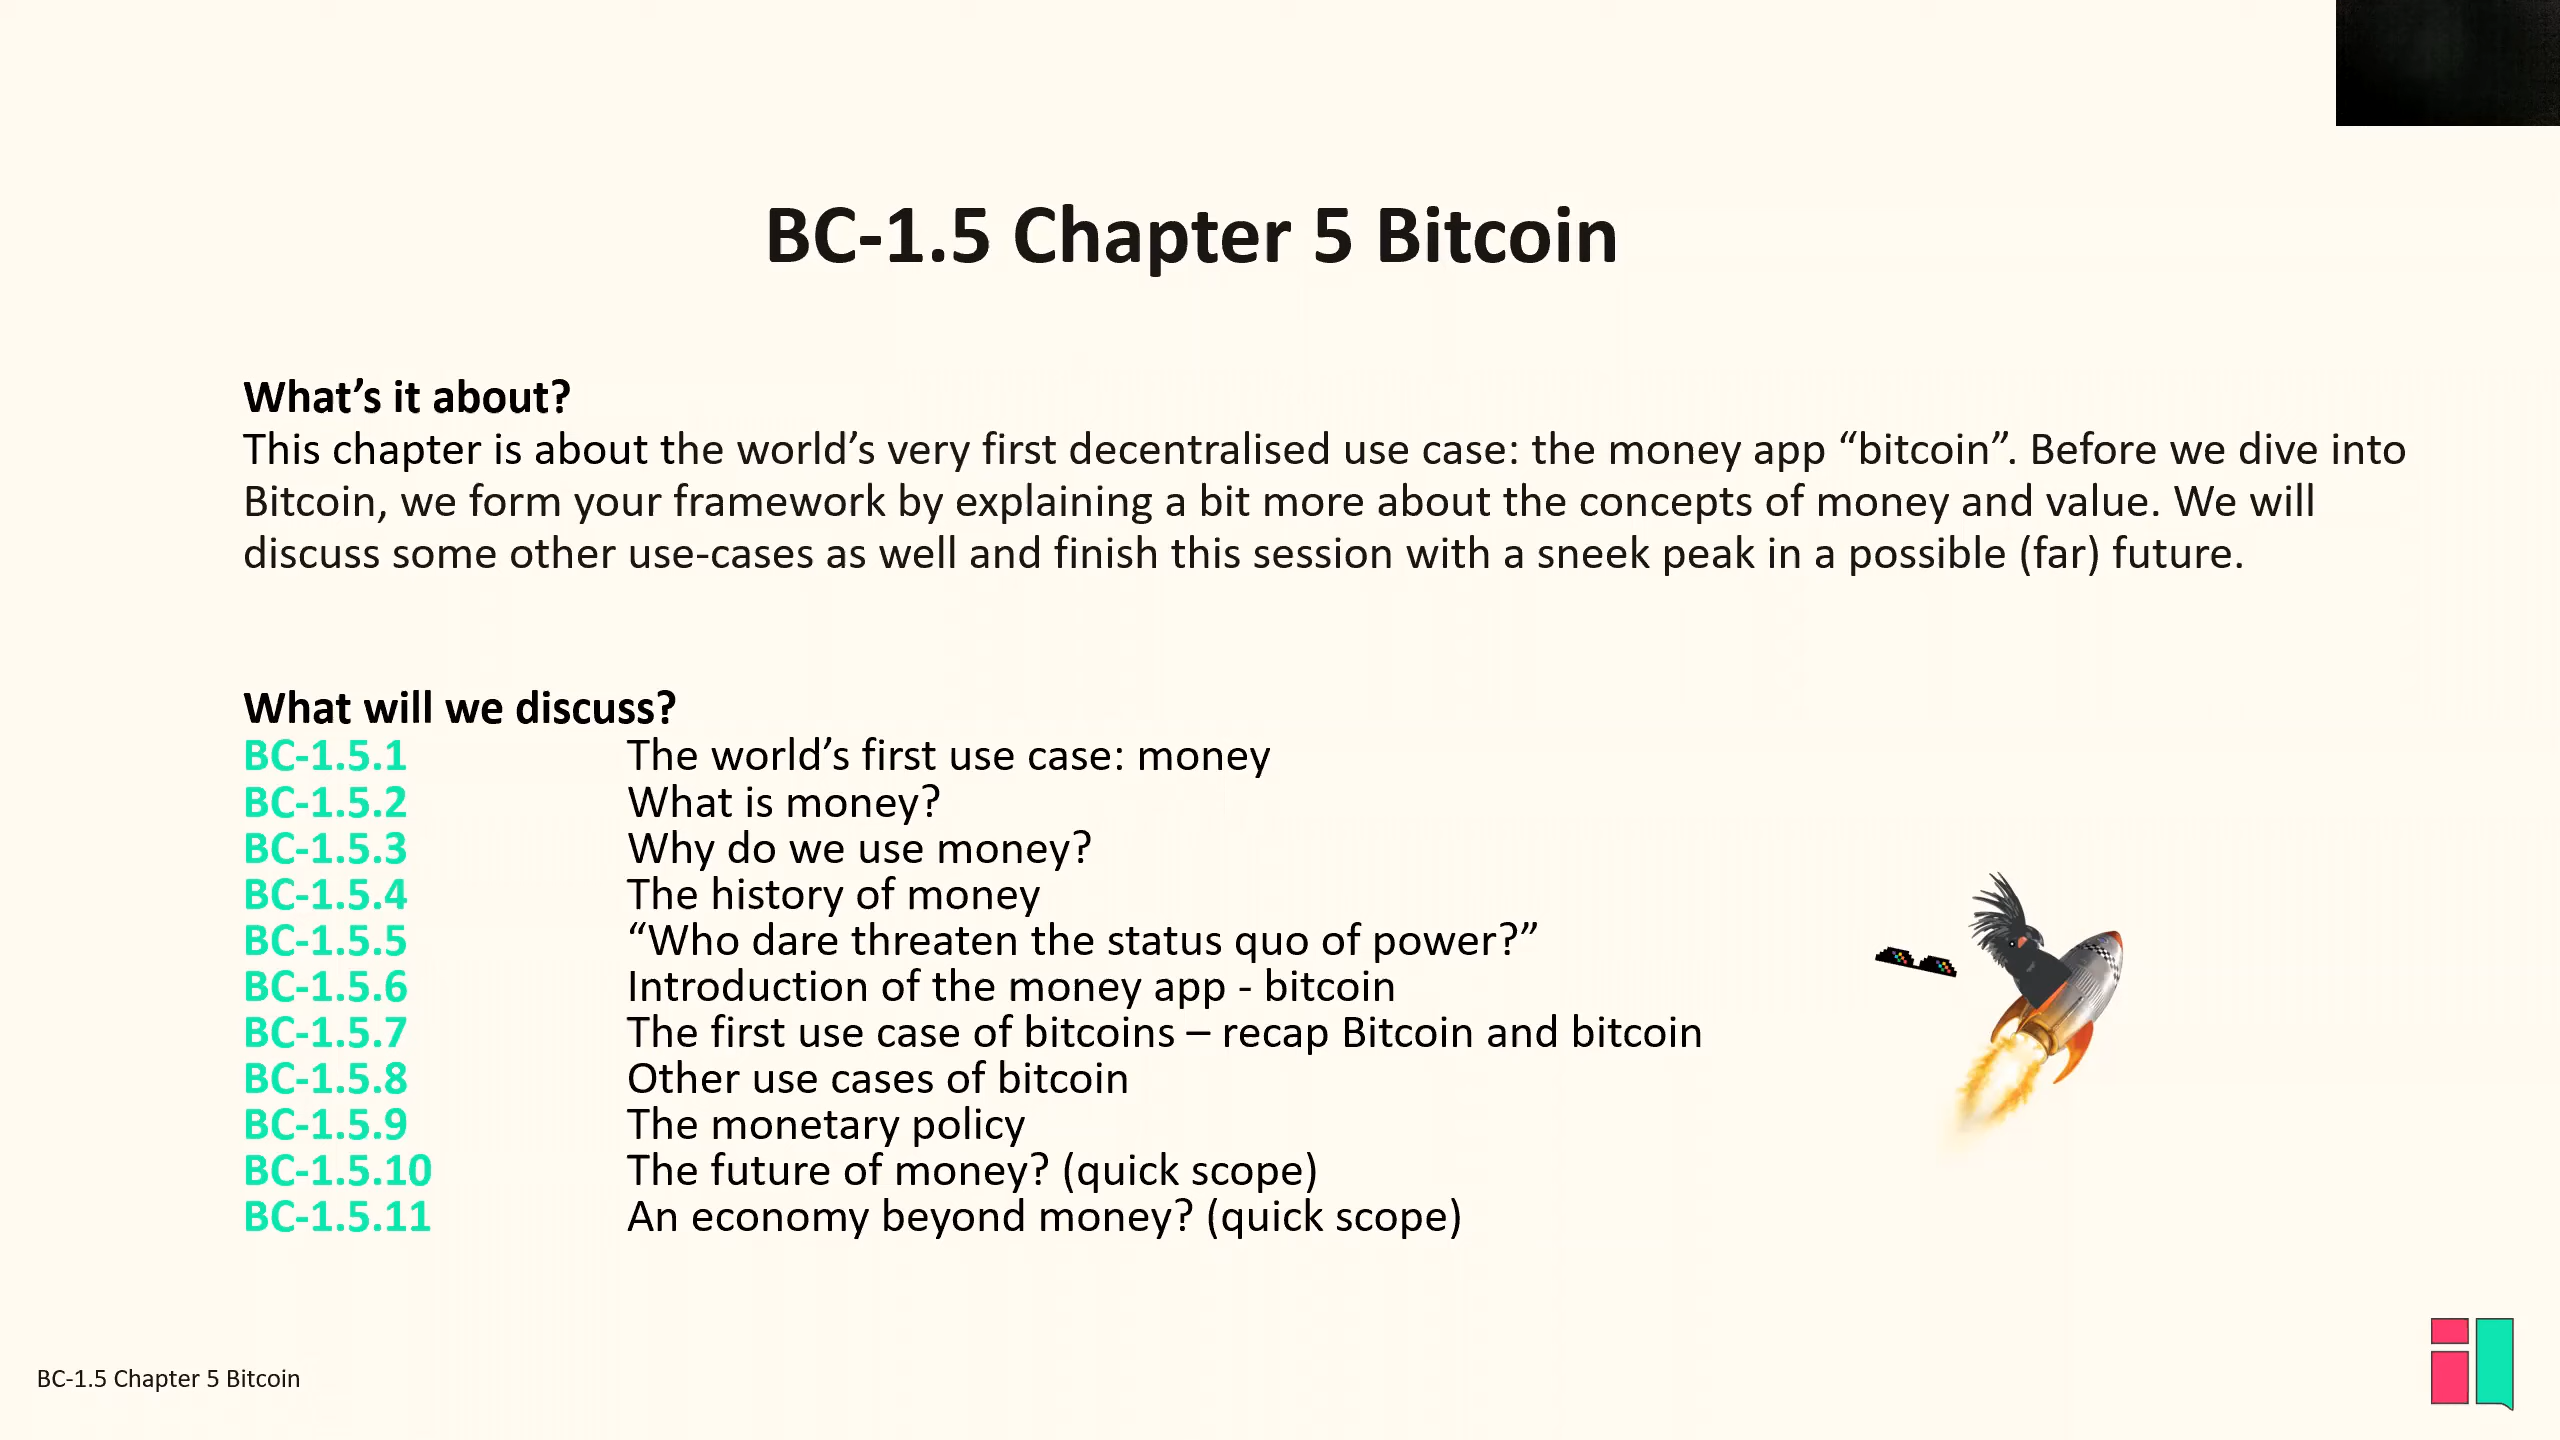 BC-1.5 Chapter 5 Bitcoin
What’s it about?
This chapter is about the world’s very first decentralised use case: the money app “bitcoin”. Before we dive into
Bitcoin, we form your framework by explaining a bit more about the concepts of money and value. We will
discuss some other use-cases as well and finish this session with a sneek peak in a possible (far) future.
What will we discuss?
BC-1.5.1 The world’s first use case: money
BC-1.5.2 What is money?
BC-1.5.3 Why do we use money?
BC-1.5.4 The history of money
BC-1.5.5 “Who dare threaten the status quo of power?”
BC-1.5.6 Introduction of the money app - bitcoin
BC-1.5.7 The first use case of bitcoins – recap Bitcoin and bitcoin
BC-1.5.8 Other use cases of bitcoin
BC-1.5.9 The monetary policy
BC-1.5.10 The future of money? (quick scope)
BC-1.5.11 An economy beyond money? (quick scope)
BC-1.5 Chapter 5 Bitcoin